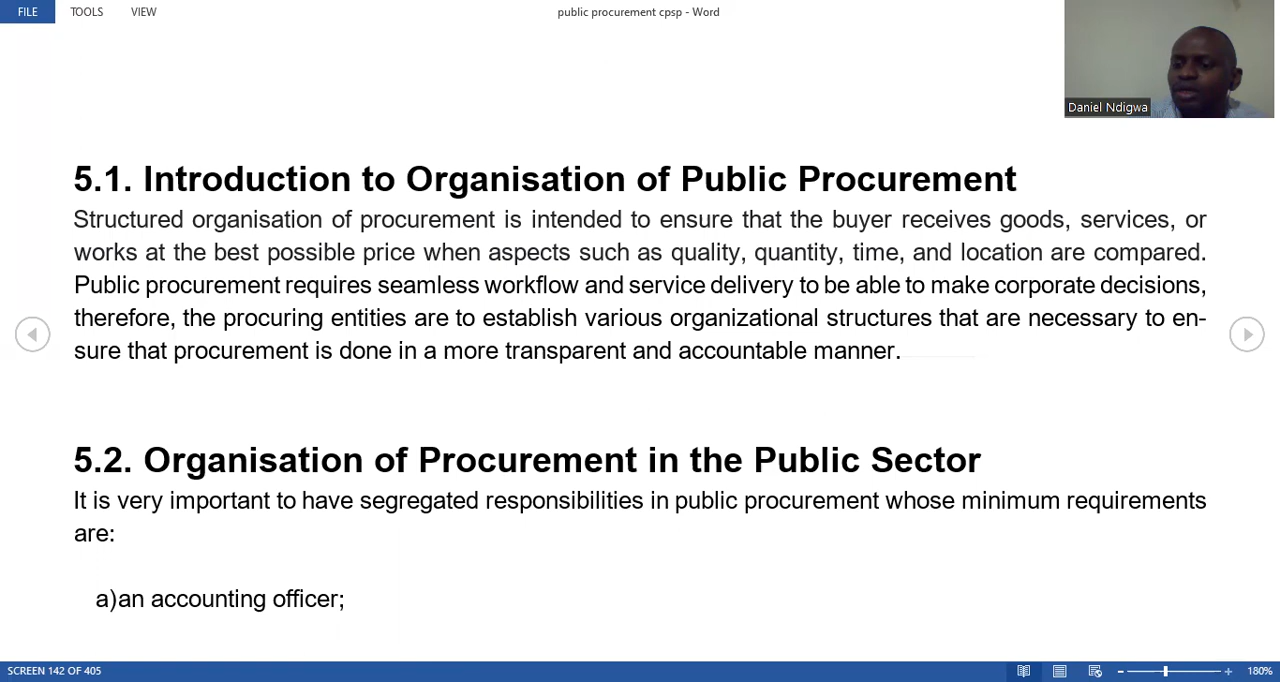 FILE TOOLS VIEW public procurement cpsp - Word
Daniel Ndigwa
5.1. Introduction to Organisation of Public Procurement
Structured organisation of procurement is intended to ensure that the buyer receives goods, services, or
works at the best possible price when aspects such as quality, quantity, time, and location are compared.
Public procurement requires seamless workflow and service delivery to be able to make corporate decisions,
therefore, the procuring entities are to establish various organizational structures that are necessary to en-
sure that procurement is done in a more transparent and accountable manner.
5.2. Organisation of Procurement in the Public Sector
It is very important to have segregated responsibilities in public procurement whose minimum requirements
are:
a)an accounting officer;
SCREEN 142 OF 405 180%